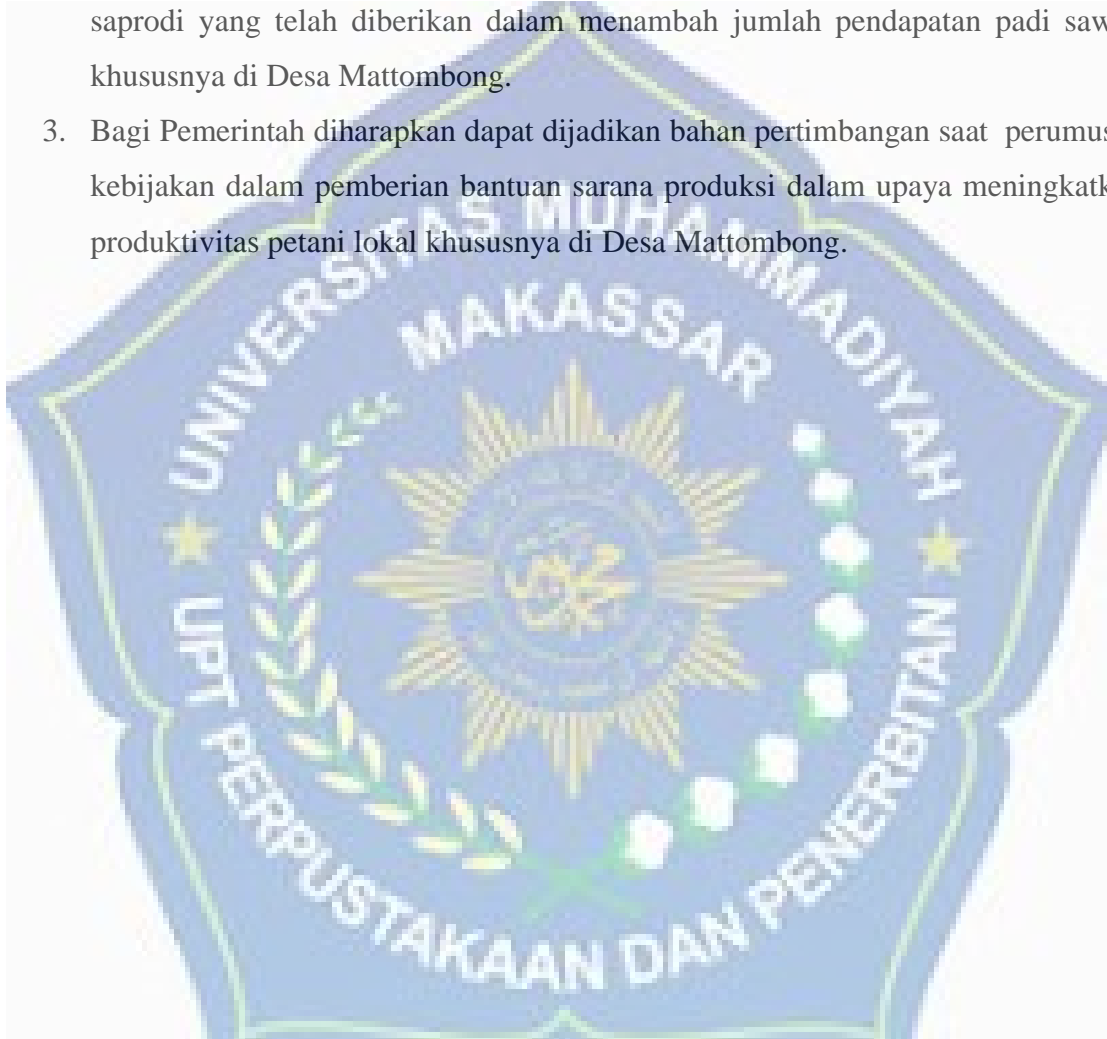 saprodi yang telah diberikan dalam menambah jumlah pendapatan padi saw
khususnya di Desa Mattombong.
3. Bagi Pemerintah diharapkan dapat dijadikan bahan pertimbangan saat perumus
kebijakan dalam pemberian bantuan sarana produksi dalam upaya meningkatk
produktivitas petani lokal khususnya di Desa Mattombong.
UNIVERSITAS MUHAMMADIYAH
MAKASSAR
UPT PERPUSTAKAAN DAN PENERBITAN